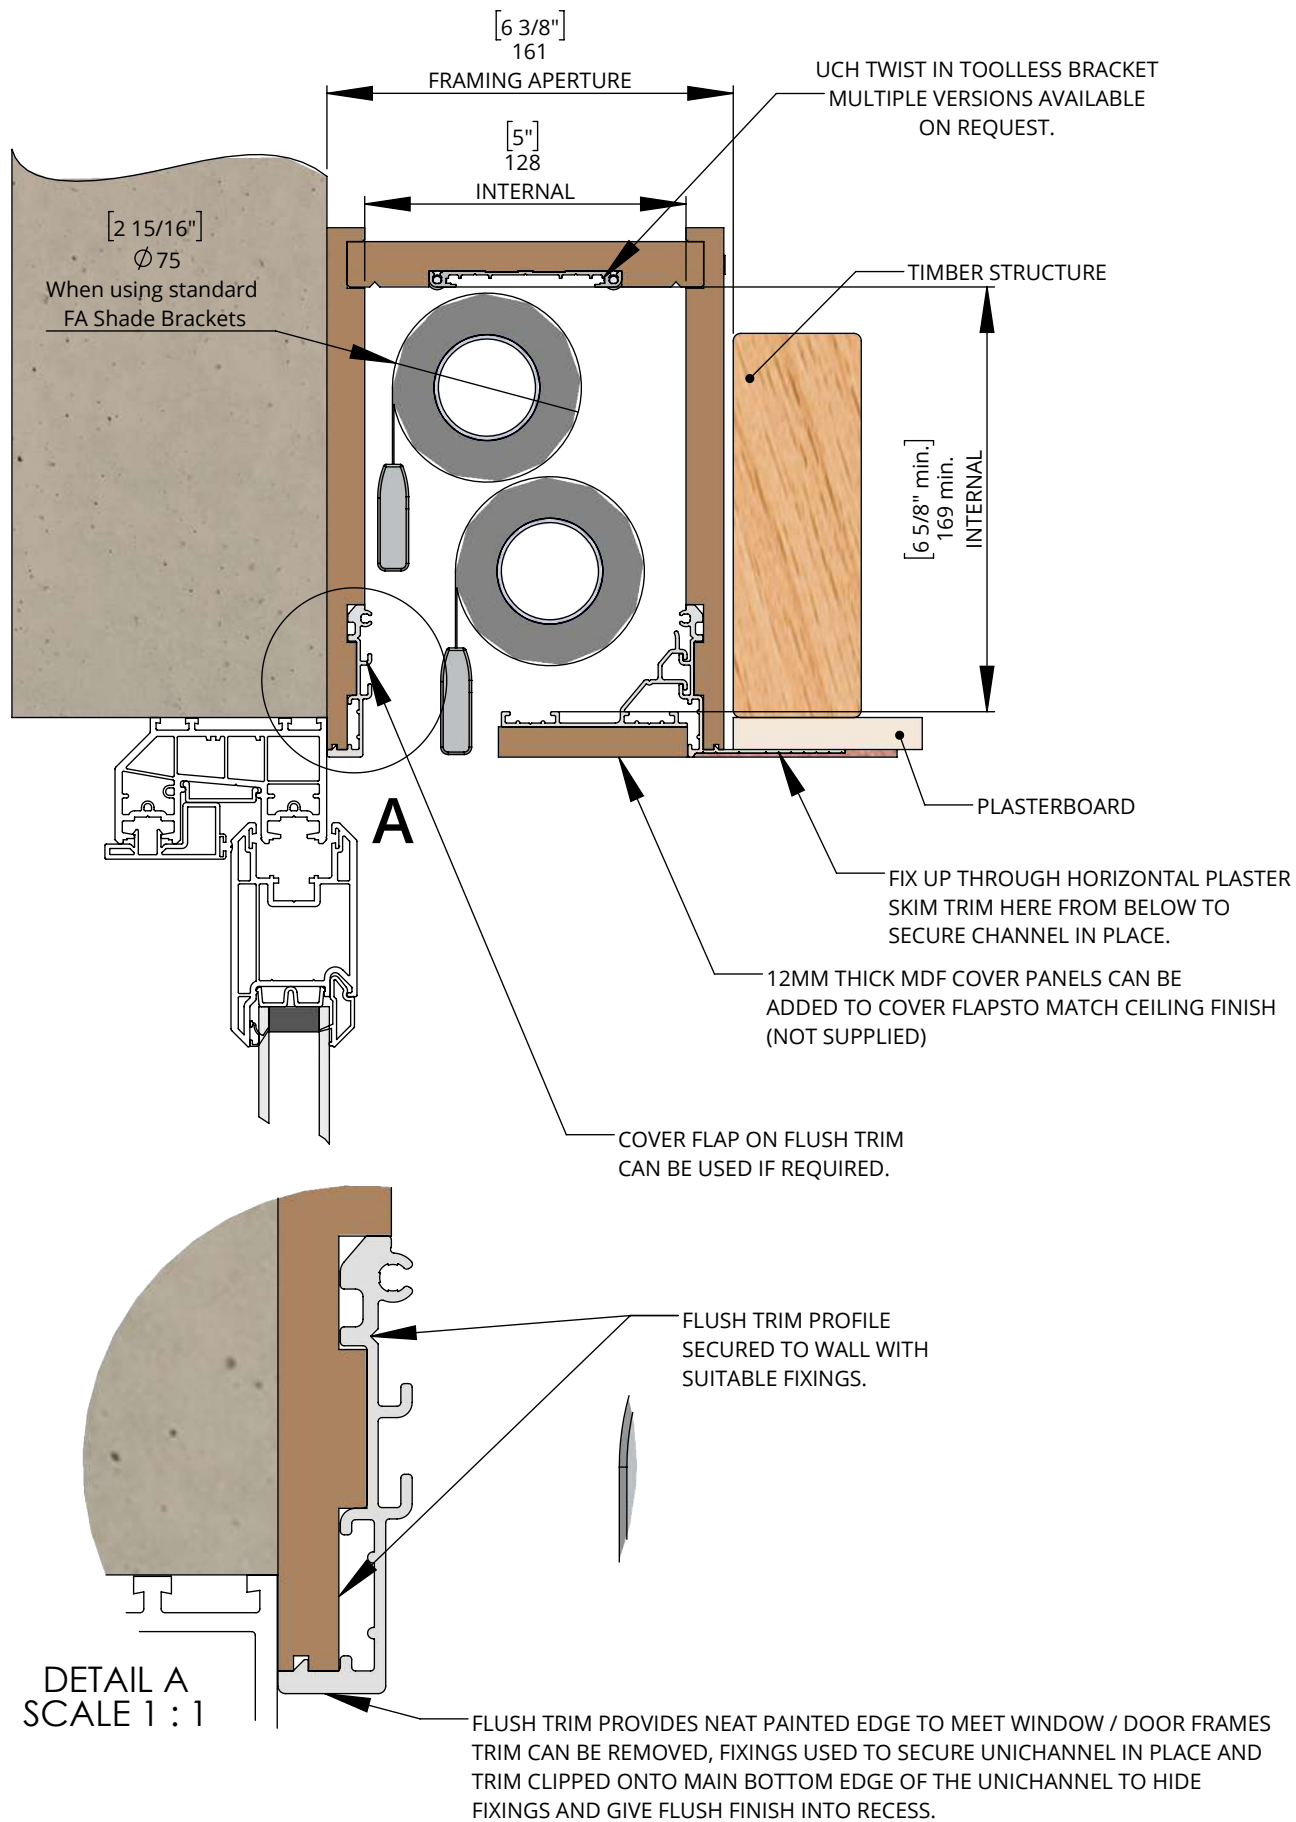 [6 3/8"]
161
FRAMING APERTURE
UCH TWIST IN TOOLLESS BRACKET
MULTIPLE VERSIONS AVAILABLE
ON REQUEST.
[5"]
128
INTERNAL
[2 15/16"]
∅75
When using standard
FA Shade Brackets
TIMBER STRUCTURE
[6 5/8" min.]
169 min.
INTERNAL
A
PLASTERBOARD
FIX UP THROUGH HORIZONTAL PLASTER
SKIM TRIM HERE FROM BELOW TO
SECURE CHANNEL IN PLACE.
12MM THICK MDF COVER PANELS CAN BE
ADDED TO COVER FLAPSTO MATCH CEILING FINISH
(NOT SUPPLIED)
COVER FLAP ON FLUSH TRIM
CAN BE USED IF REQUIRED.
FLUSH TRIM PROFILE
SECURED TO WALL WITH
SUITABLE FIXINGS.
DETAIL A
SCALE 1 : 1
FLUSH TRIM PROVIDES NEAT PAINTED EDGE TO MEET WINDOW / DOOR FRAMES
TRIM CAN BE REMOVED, FIXINGS USED TO SECURE UNICHANNEL IN PLACE AND
TRIM CLIPPED ONTO MAIN BOTTOM EDGE OF THE UNICHANNEL TO HIDE
FIXINGS AND GIVE FLUSH FINISH INTO RECESS.